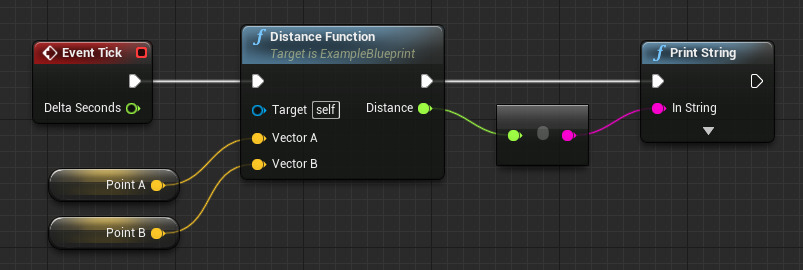 Event Tick
Delta Seconds
Distance Function
Target is ExampleBlueprint
Target self
Distance
Vector A
Vector B
Point A
Point B
Print String
In String